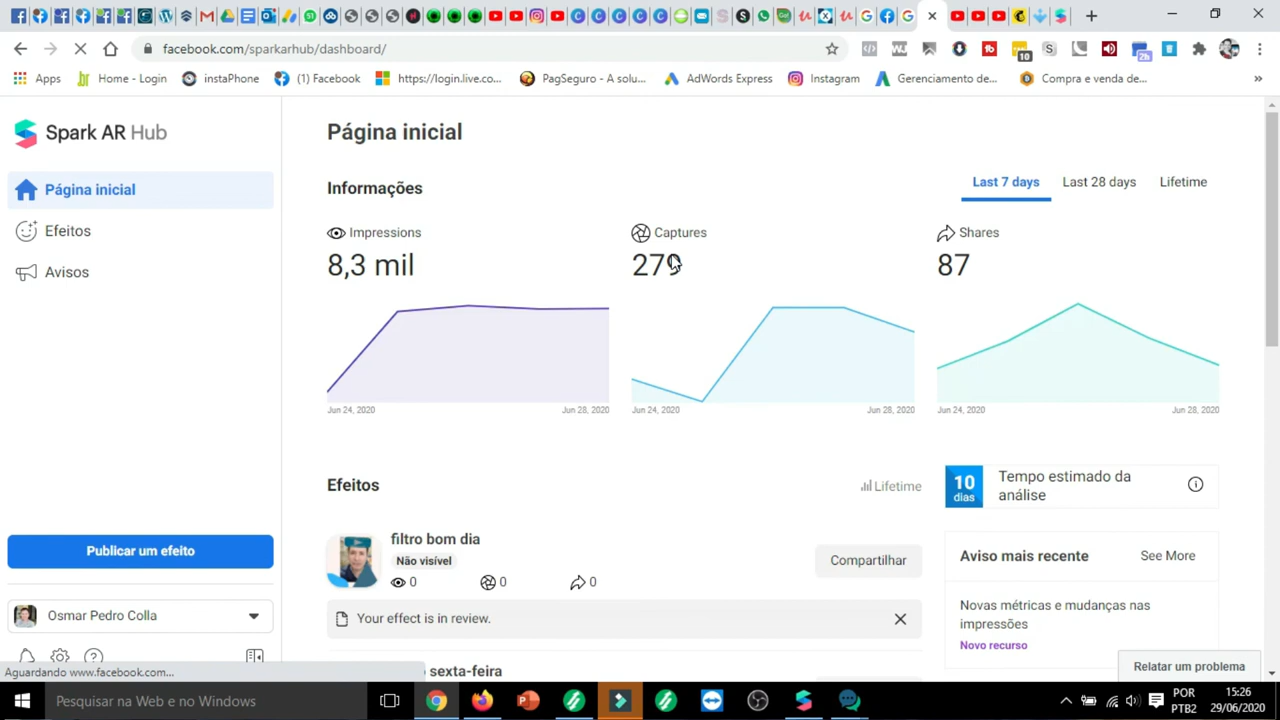 facebook.com/sparkarhub/dashboard/
10
Apps
Home - Login
instaPhone
(1) Facebook
https://login.live.co...
PagSeguro - A solu...
AdWords Express
Instagram
Gerenciamento de...
Compra e venda de...
»
Spark AR Hub
Página inicial
Efeitos
Avisos
Publicar um efeito
Osmar Pedro Colla
Aguardando www.facebook.com...
Página inicial
Informações
Last 7 days
Last 28 days
Lifetime
Impressions
8,3 mil
Jun 24, 2020
Jun 28, 2020
Captures
279
Jun 24, 2020
Jun 28, 2020
Shares
87
Jun 24, 2020
Jun 28, 2020
Efeitos
Lifetime
filtro bom dia
Não visível
0
0
0
Compartilhar
Your effect is in review.
sexta-feira
10
dias
Tempo estimado da
análise
Aviso mais recente
See More
Novas métricas e mudanças nas
impressões
Novo recurso
Relatar um problema
Pesquisar na Web e no Windows
POR
PTB2
15:26
29/06/2020